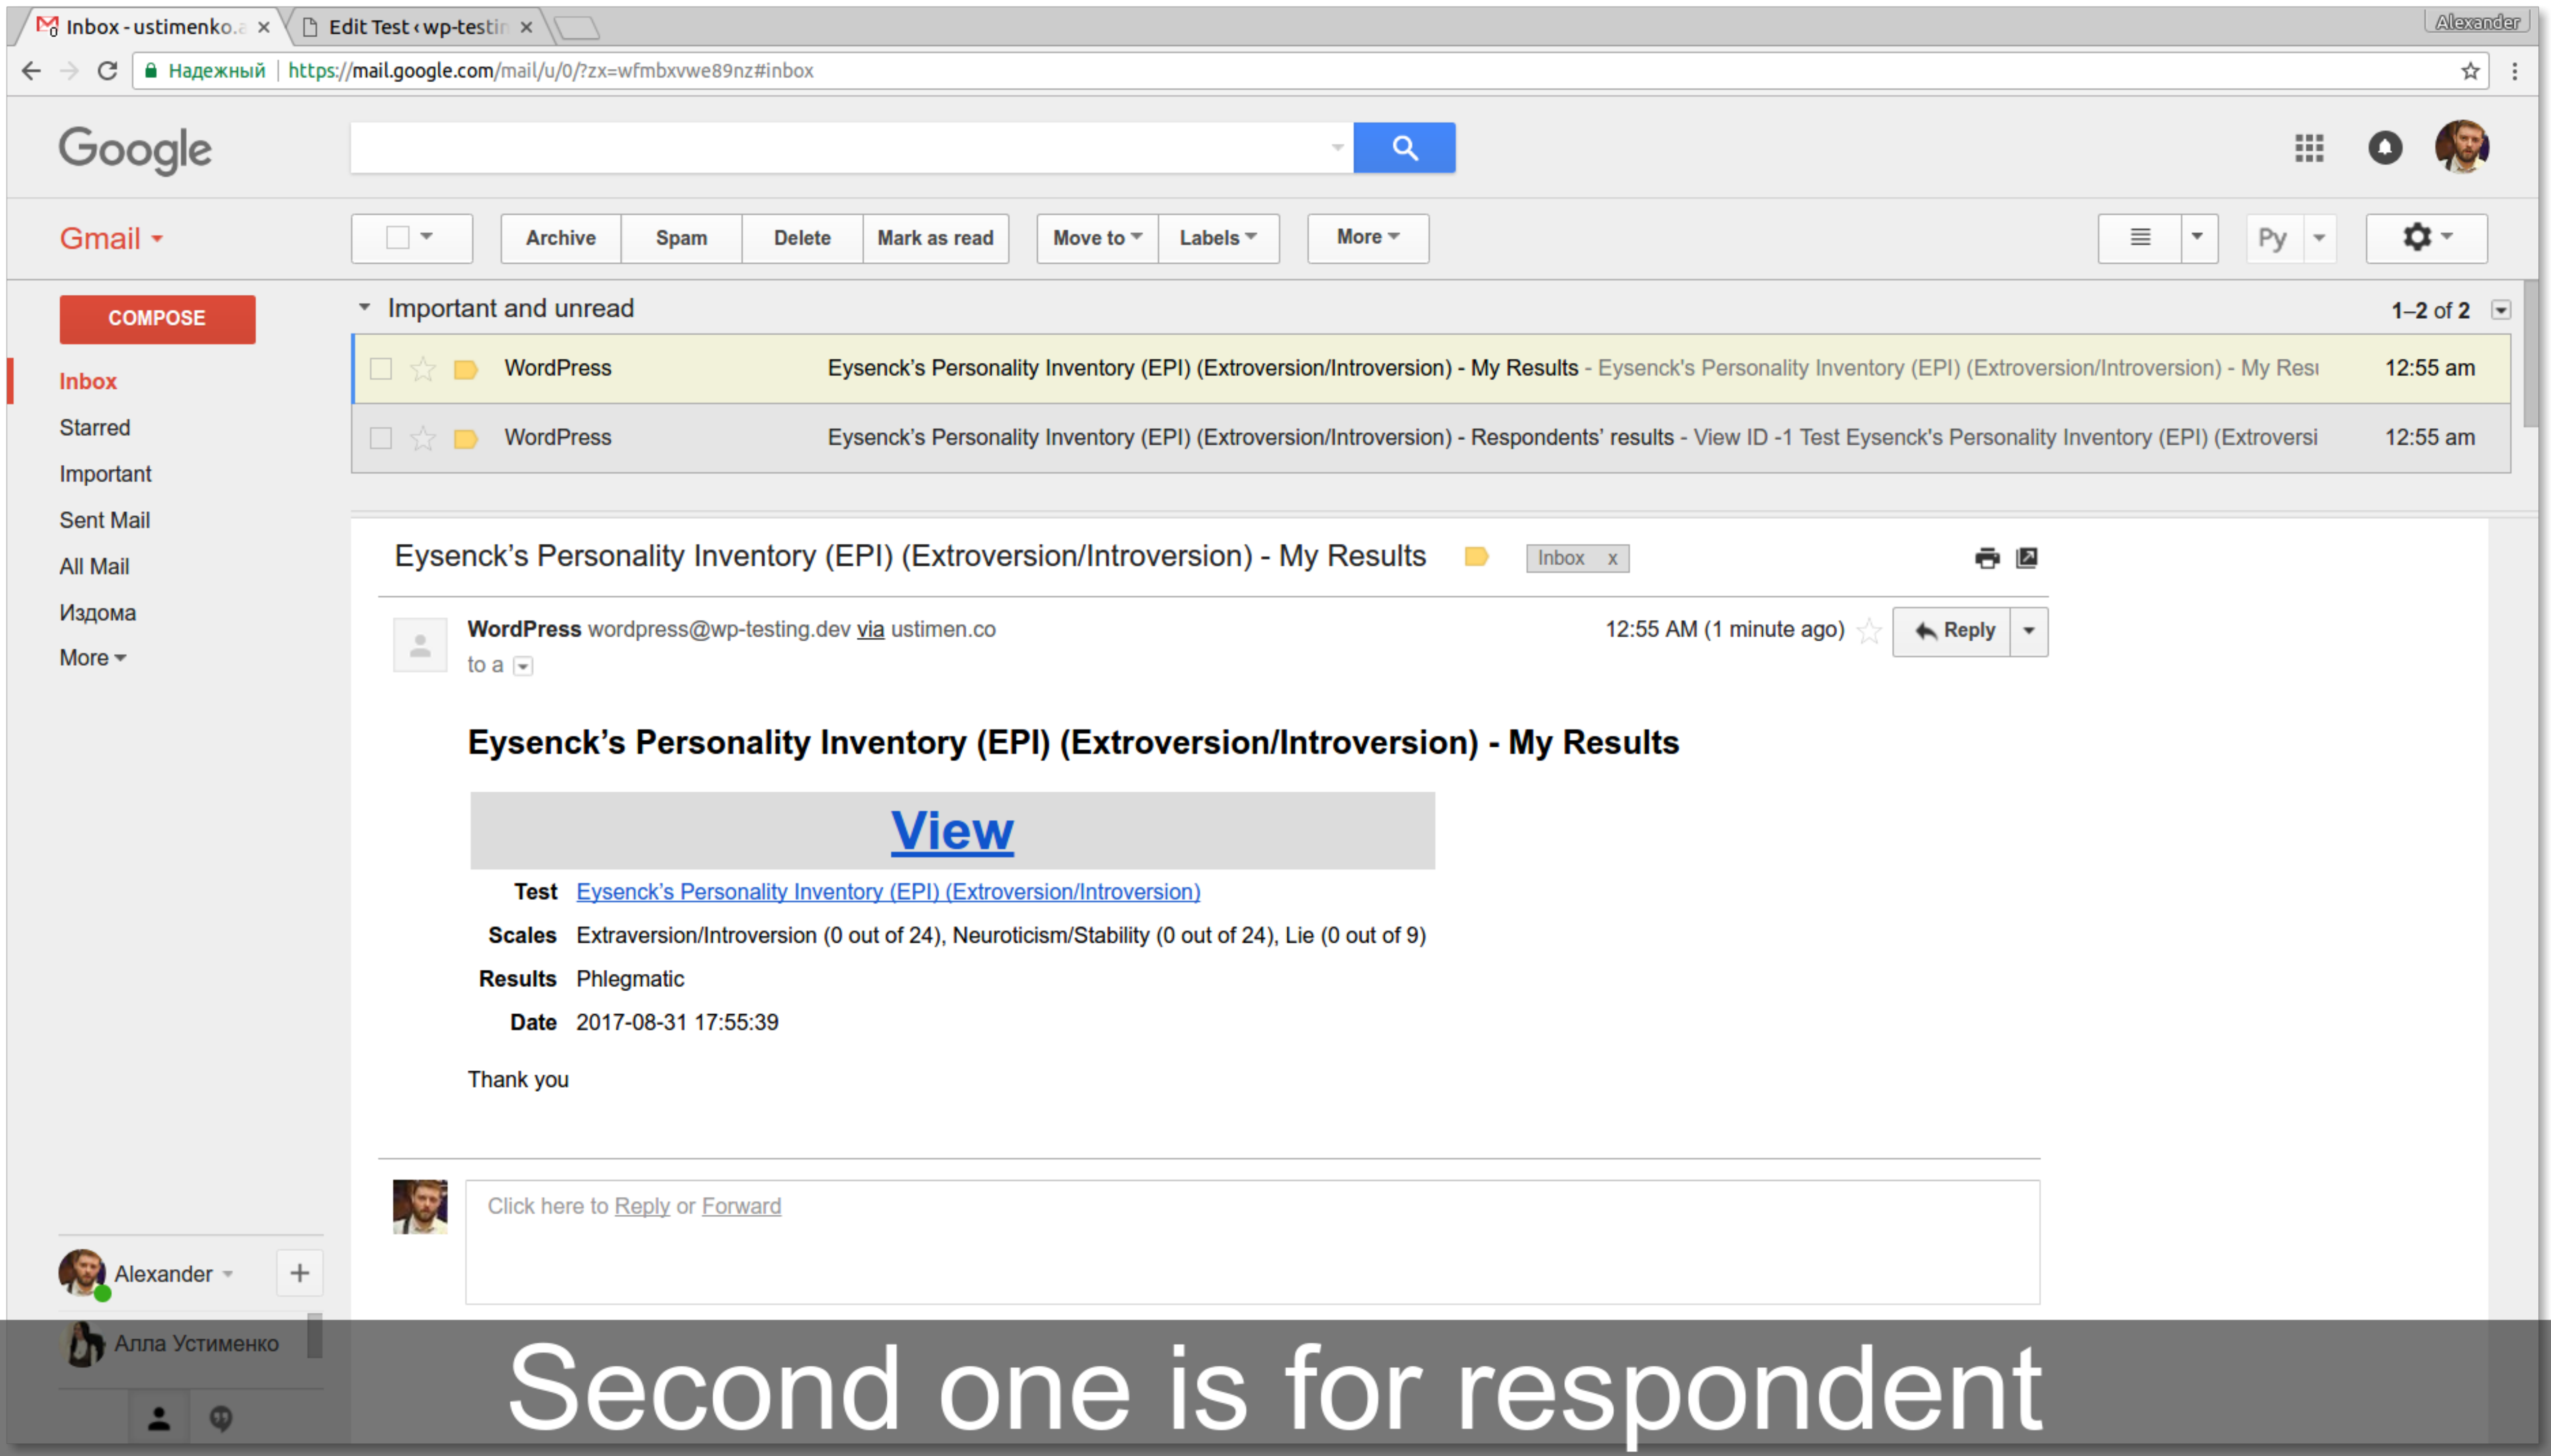 Inbox - ustimenko.a
Edit Test ‹ wp-testin
Alexander
Надежный
https://mail.google.com/mail/u/0/?zx=wfmbxvwe89nz#inbox
Google
Gmail
Archive
Spam
Delete
Mark as read
Move to
Labels
More
Ру
COMPOSE
Important and unread
1–2 of 2
WordPress
Eysenck’s Personality Inventory (EPI) (Extroversion/Introversion) - My Results - Eysenck's Personality Inventory (EPI) (Extroversion/Introversion) - My Resu
12:55 am
WordPress
Eysenck’s Personality Inventory (EPI) (Extroversion/Introversion) - Respondents’ results - View ID -1 Test Eysenck's Personality Inventory (EPI) (Extroversi
12:55 am
Inbox
Starred
Important
Sent Mail
All Mail
Издома
More
Eysenck’s Personality Inventory (EPI) (Extroversion/Introversion) - My Results
Inbox x
WordPress wordpress@wp-testing.dev via ustimen.co
12:55 AM (1 minute ago)
Reply
to a
Eysenck’s Personality Inventory (EPI) (Extroversion/Introversion) - My Results
View
Test Eysenck’s Personality Inventory (EPI) (Extroversion/Introversion)
Scales Extraversion/Introversion (0 out of 24), Neuroticism/Stability (0 out of 24), Lie (0 out of 9)
Results Phlegmatic
Date 2017-08-31 17:55:39
Thank you
Click here to Reply or Forward
Alexander
Алла Устименко
Second one is for respondent